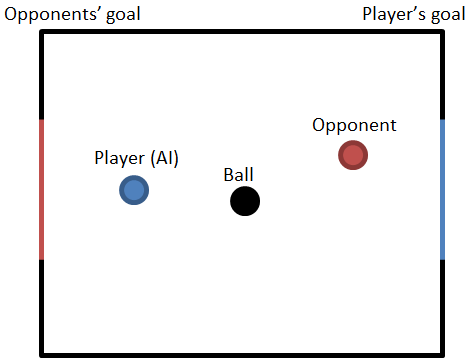 Opponents’ goal
Player’s goal
Opponent
Player (AI)
Ball